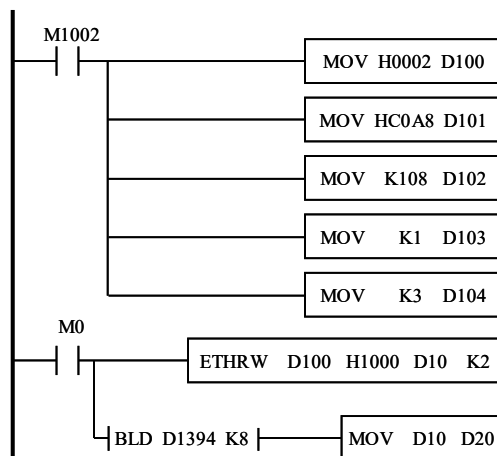 M1002
MOV H0002 D100
MOV HC0A8 D101
MOV K108 D102
MOV K1 D103
MOV K3 D104
M0
ETHRW D100 H1000 D10 K2
BLD D1394 K8
MOV D10 D20